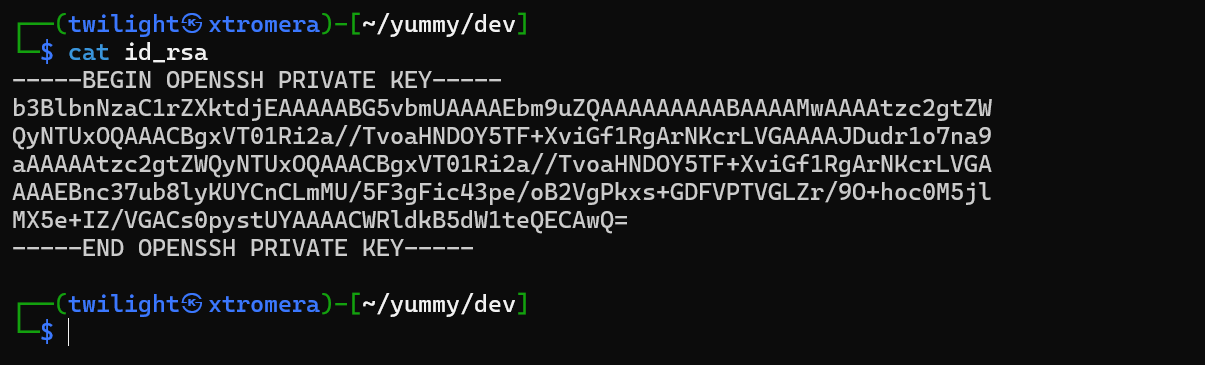 ┌──(twilight㉿xtromera)-[~/yummy/dev]
└─$ cat id_rsa
-----BEGIN OPENSSH PRIVATE KEY-----
b3BlbnNzaC1rZXktdjEAAAAABG5vbmUAAAAEbm9uZQAAAAAAAAABAAAAMwAAAAtzc2gtZW
QyNTUxOQAAACBgxVT01Ri2a//TvoaHNDOY5TF+XviGf1RgArNKcrLVGAAAAJDudr1o7na9
aAAAAAtzc2gtZWQyNTUxOQAAACBgxVT01Ri2a//TvoaHNDOY5TF+XviGf1RgArNKcrLVGA
AAAEBnc37ub8lyKUYCnCLmMU/5F3gFic43pe/oB2VgPkxs+GDFVPTVGLZr/9O+hoc0M5jl
MX5e+IZ/VGACs0pystUYAAAACWRldkB5dW1teQECAwQ=
-----END OPENSSH PRIVATE KEY-----
┌──(twilight㉿xtromera)-[~/yummy/dev]
└─$